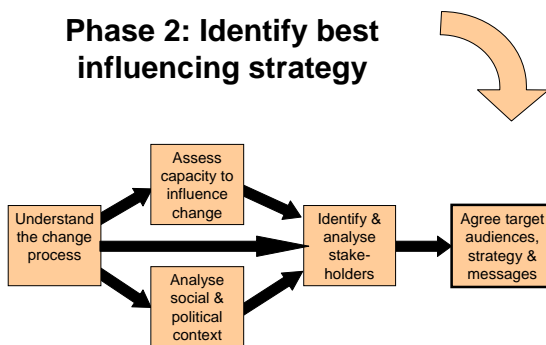 Phase 2: Identify best
influencing strategy
Assess
capacity to
influence
change
Understand
the change
process
Identify &
analyse
stake-
holders
Agree target
audiences,
strategy &
messages
Analyse
social &
political
context